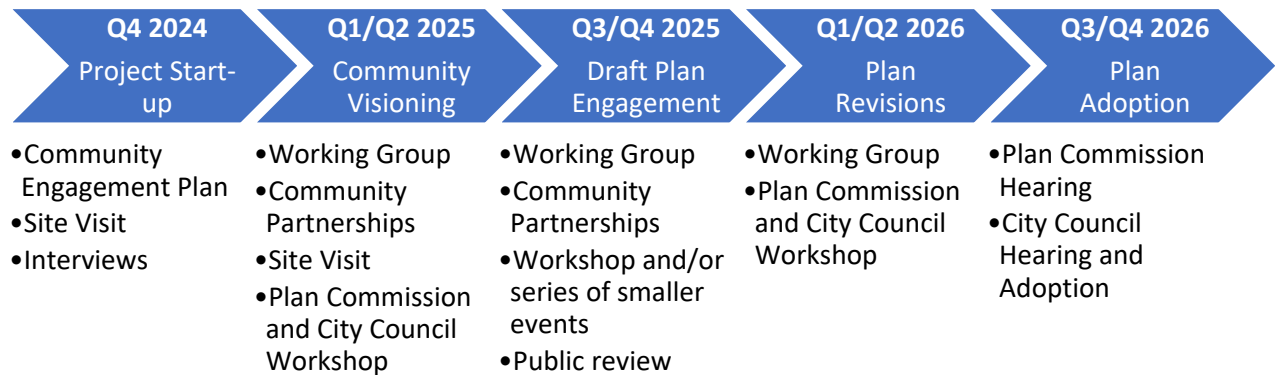 Q4 2024
Project Start-
up
Q1/Q2 2025
Community
Visioning
Q3/Q4 2025
Draft Plan
Engagement
Q1/Q2 2026
Plan
Revisions
Q3/Q4 2026
Plan
Adoption
•Community
Engagement Plan
•Site Visit
•Interviews
•Working Group
•Community
Partnerships
•Site Visit
•Plan Commission
and City Council
Workshop
•Working Group
•Community
Partnerships
•Workshop and/or
series of smaller
events
•Public review
•Working Group
•Plan Commission
and City Council
Workshop
•Plan Commission
Hearing
•City Council
Hearing and
Adoption